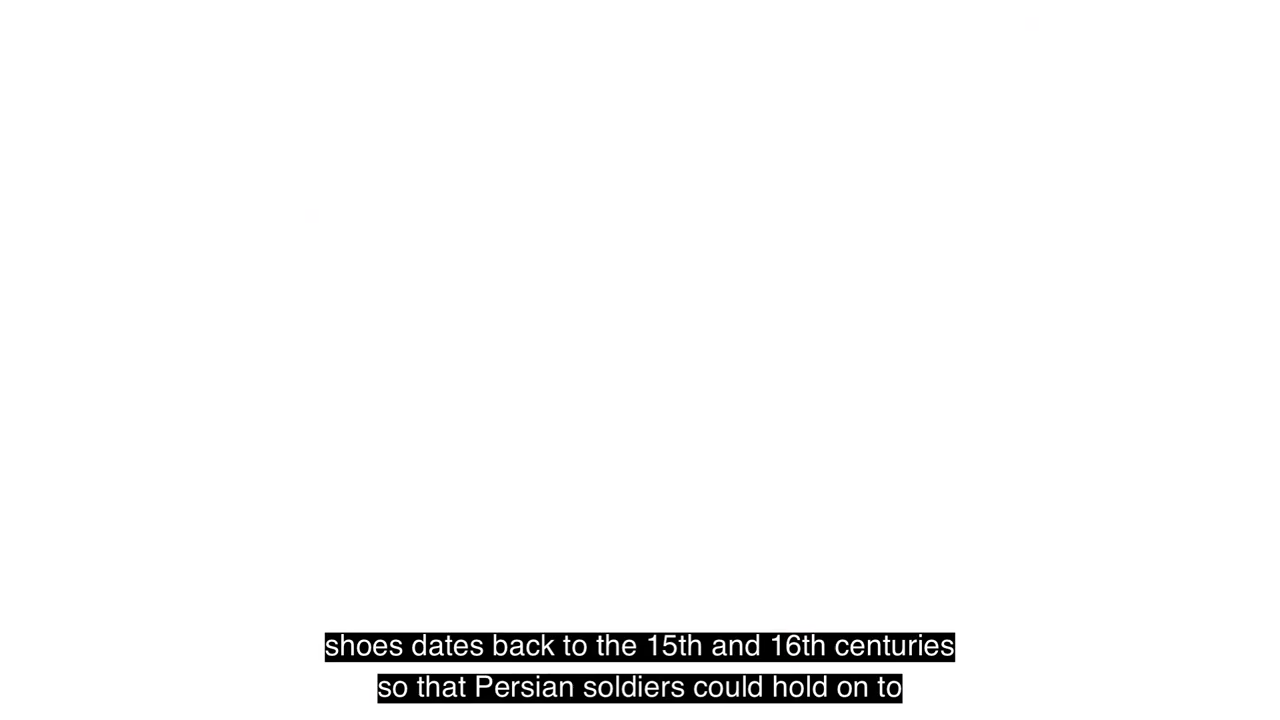 shoes dates back to the 15th and 16th centuries
so that Persian soldiers could hold on to